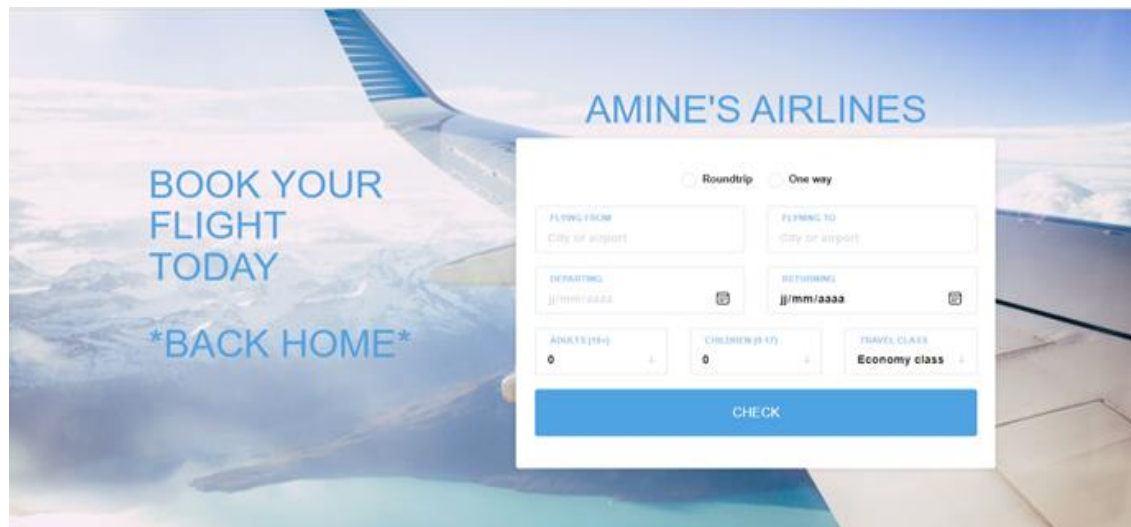 AMINE'S AIRLINES
BOOK YOUR
FLIGHT
TODAY
*BACK HOME*
Roundtrip One way
FLYING FROM
City or airport
FLYING TO
City or airport
DEPARTING
jj/mm/aaaa
RETURNING
jj/mm/aaaa
ADULTS (18+)
0
CHILDREN (0-17)
0
TRAVEL CLASS
Economy class
CHECK